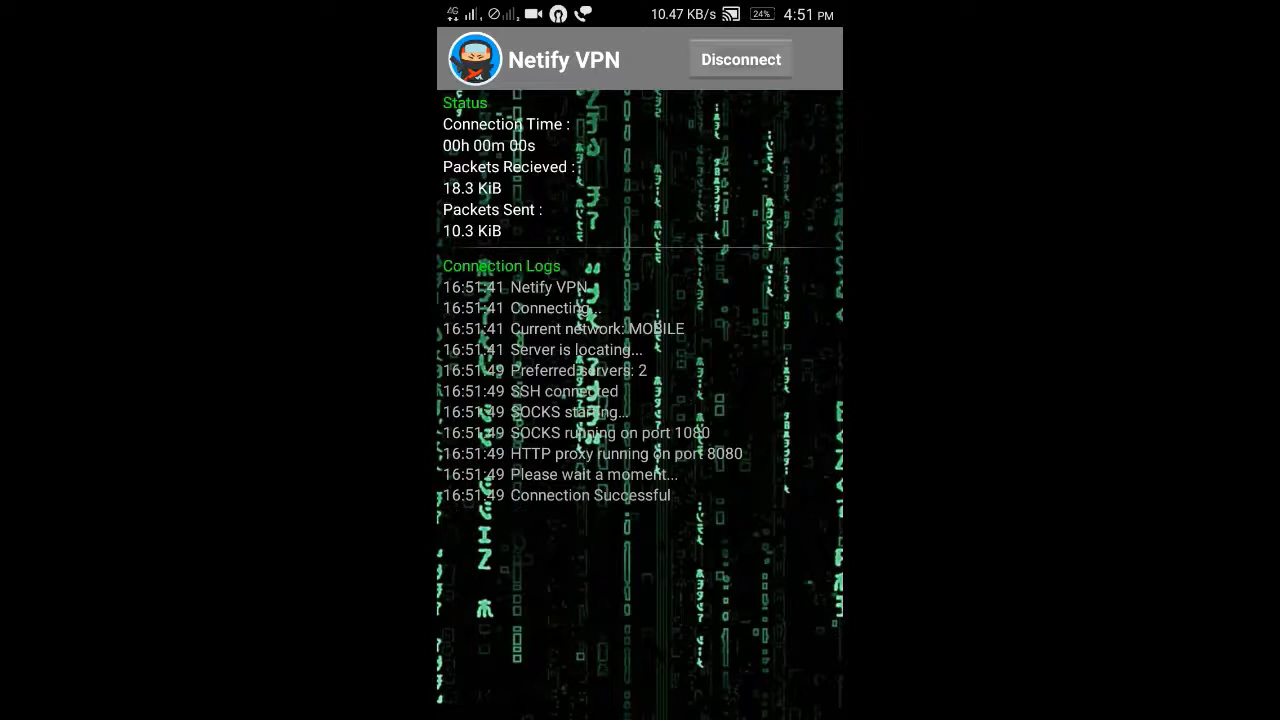 4G 10.47 KB/s 24% 4:51 PM
Netify VPN Disconnect
Status
Connection Time :
00h 00m 00s
Packets Recieved :
18.3 KiB
Packets Sent :
10.3 KiB
Connection Logs
16:51:41 Netify VPN
16:51:41 Connecting...
16:51:41 Current network: MOBILE
16:51:41 Server is locating...
16:51:49 Preferred servers: 2
16:51:49 SSH connected
16:51:49 SOCKS starting...
16:51:49 SOCKS running on port 1080
16:51:49 HTTP proxy running on port 8080
16:51:49 Please wait a moment...
16:51:49 Connection Successful